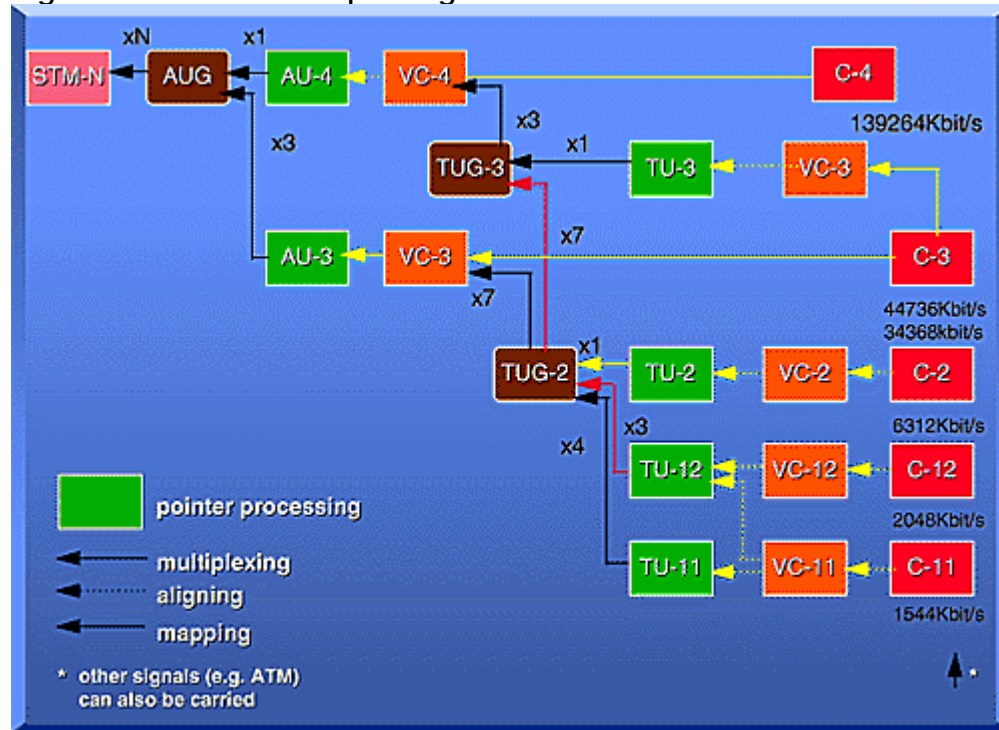 xN
x1
STM-N
AUG
AU-4
VC-4
C-4
139264Kbit/s
x3
x3
x1
TUG-3
TU-3
VC-3
x7
AU-3
VC-3
C-3
x7
44736Kbit/s
34368kbit/s
x1
TUG-2
TU-2
VC-2
C-2
6312Kbit/s
x3
x4
TU-12
VC-12
C-12
2048Kbit/s
TU-11
VC-11
C-11
1544Kbit/s
pointer processing
multiplexing
aligning
mapping
* other signals (e.g. ATM)
can also be carried
*